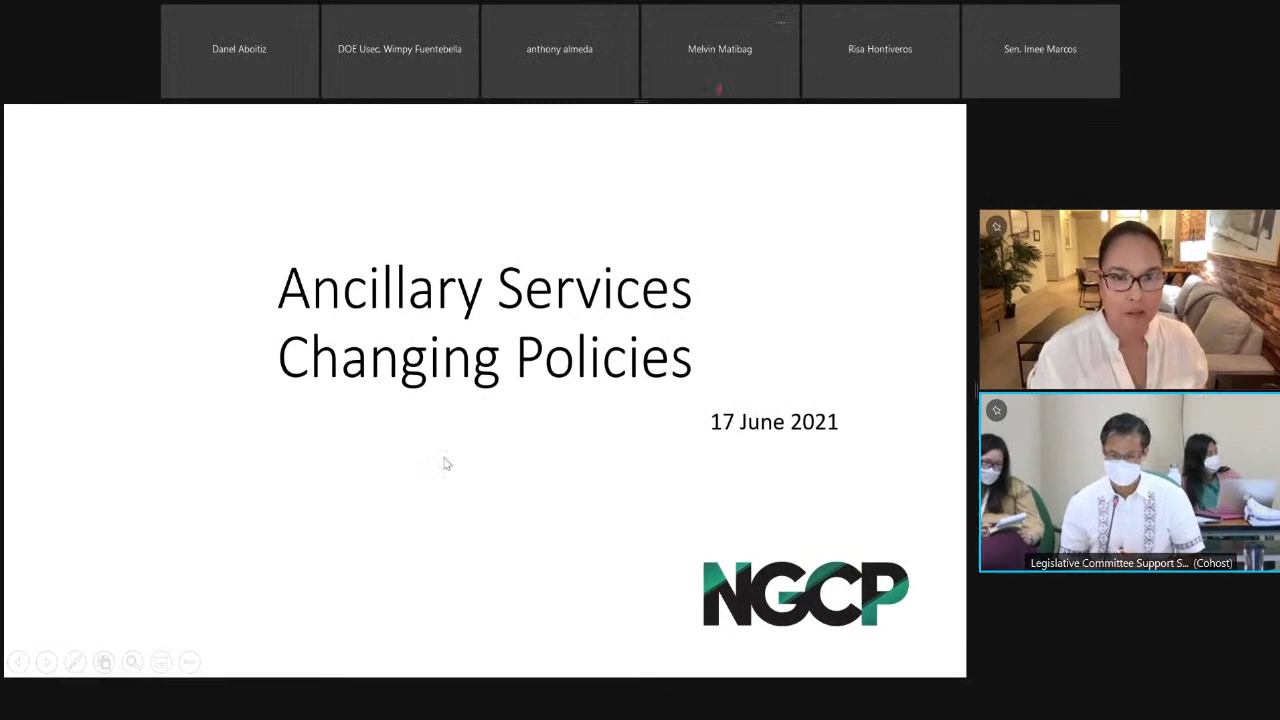 Danel Aboitiz
DOE Usec. Wimpy Fuentebella
anthony almeda
Melvin Matibag
Risa Hontiveros
Sen. Imee Marcos
Ancillary Services
Changing Policies
17 June 2021
NGCP
Legislative Committee Support S... (Cohost)